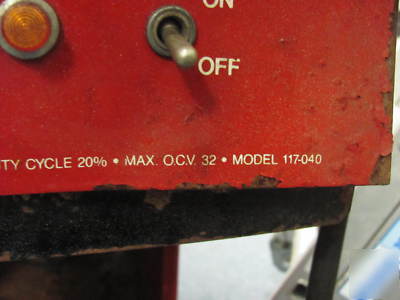 ON
OFF
TY CYCLE 20% • MAX. O.C.V. 32 • MODEL 117-040